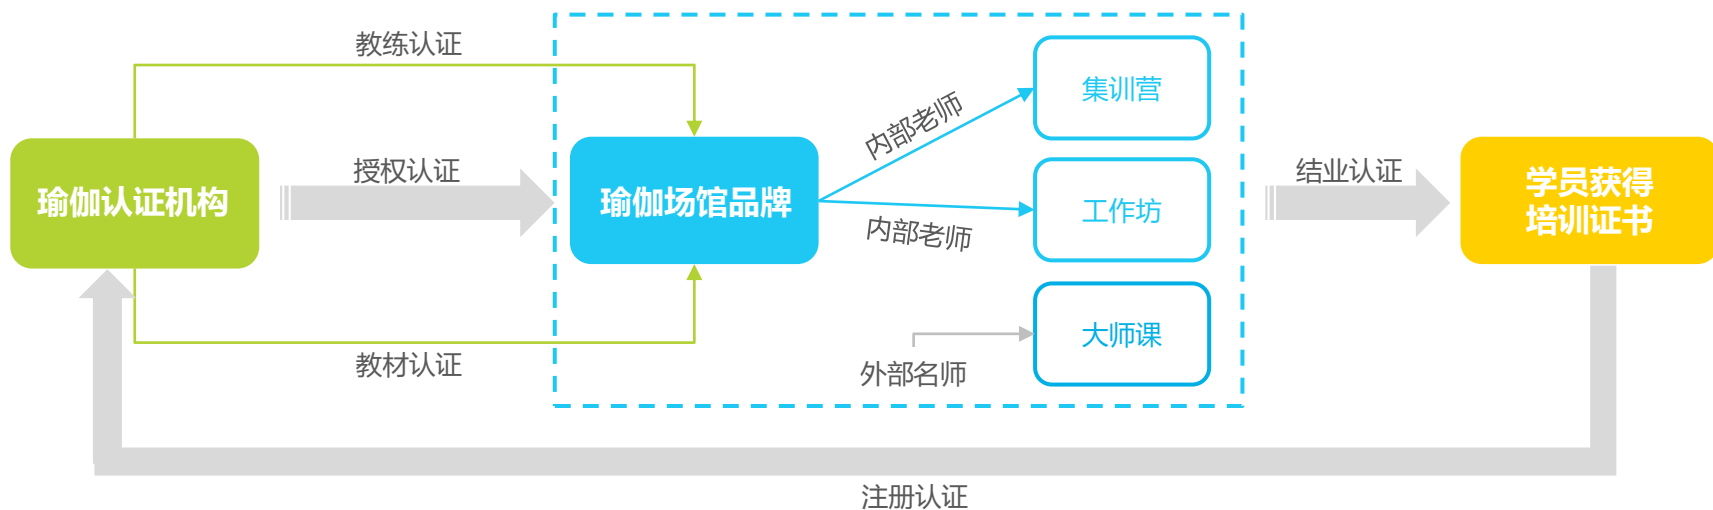 教练认证
瑜伽认证机构
授权认证
瑜伽场馆品牌
教材认证
内部老师
内部老师
外部名师
集训营
工作坊
大师课
结业认证
学员获得
培训证书
注册认证